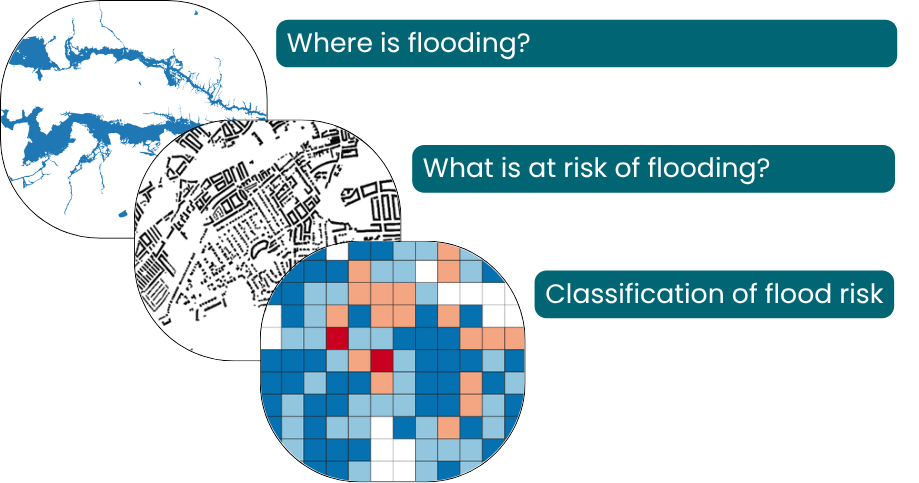 Where is flooding?
What is at risk of flooding?
Classification of flood risk